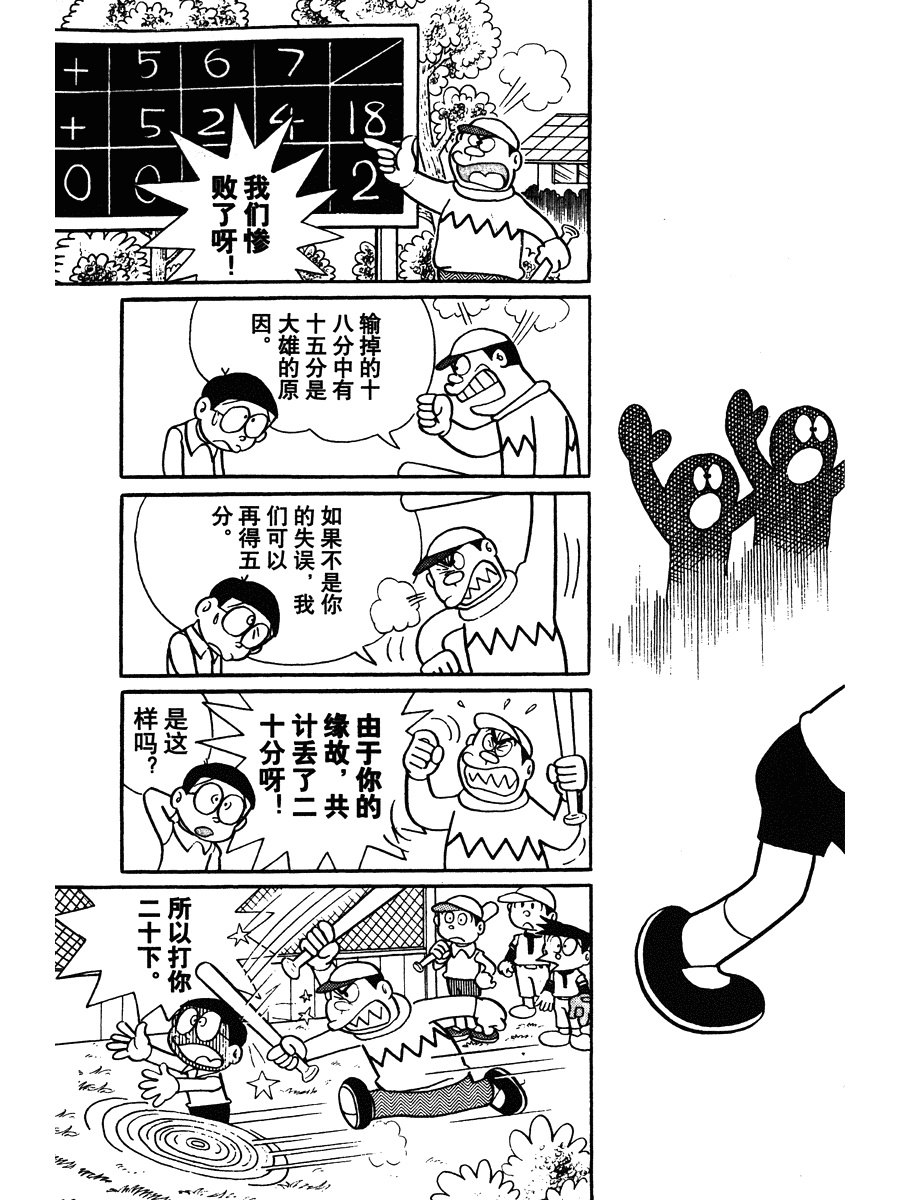 + 5 6 7 /
+ 5 2 4 18
0 0 2
我们惨
败了呀！
输掉的十
八分中有
十五分是
大雄的原
因。
如果不是你
的失误，我
们可以
再得五
分。
由于你的
缘故，共
计丢了二
十分呀！
是这
样吗？
所以打你
二十下。